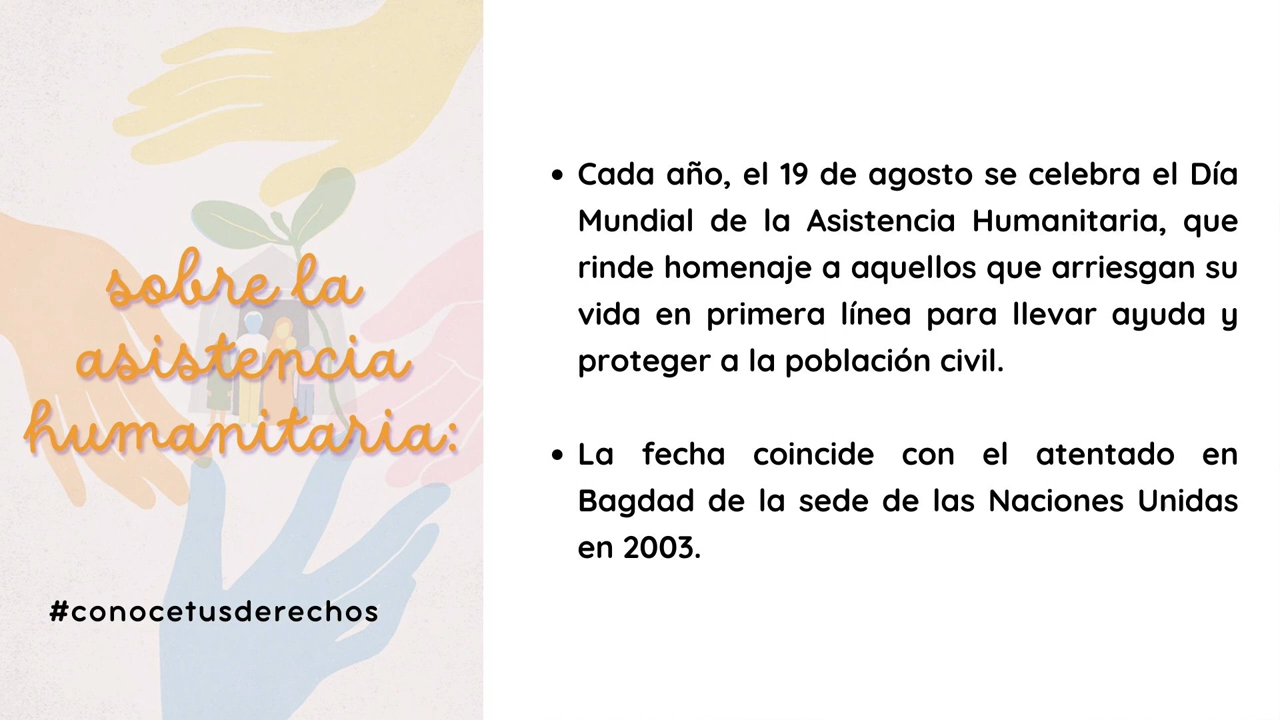 sobre la
asistencia
humanitaria:
#conocetusderechos
• Cada año, el 19 de agosto se celebra el Día
Mundial de la Asistencia Humanitaria, que
rinde homenaje a aquellos que arriesgan su
vida en primera línea para llevar ayuda y
proteger a la población civil.
• La fecha coincide con el atentado en
Bagdad de la sede de las Naciones Unidas
en 2003.